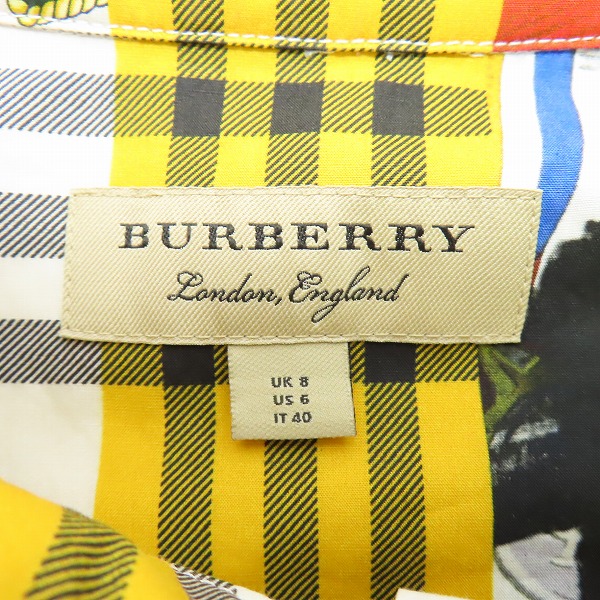 BURBERRY
London, England
UK 8
US 6
IT 40